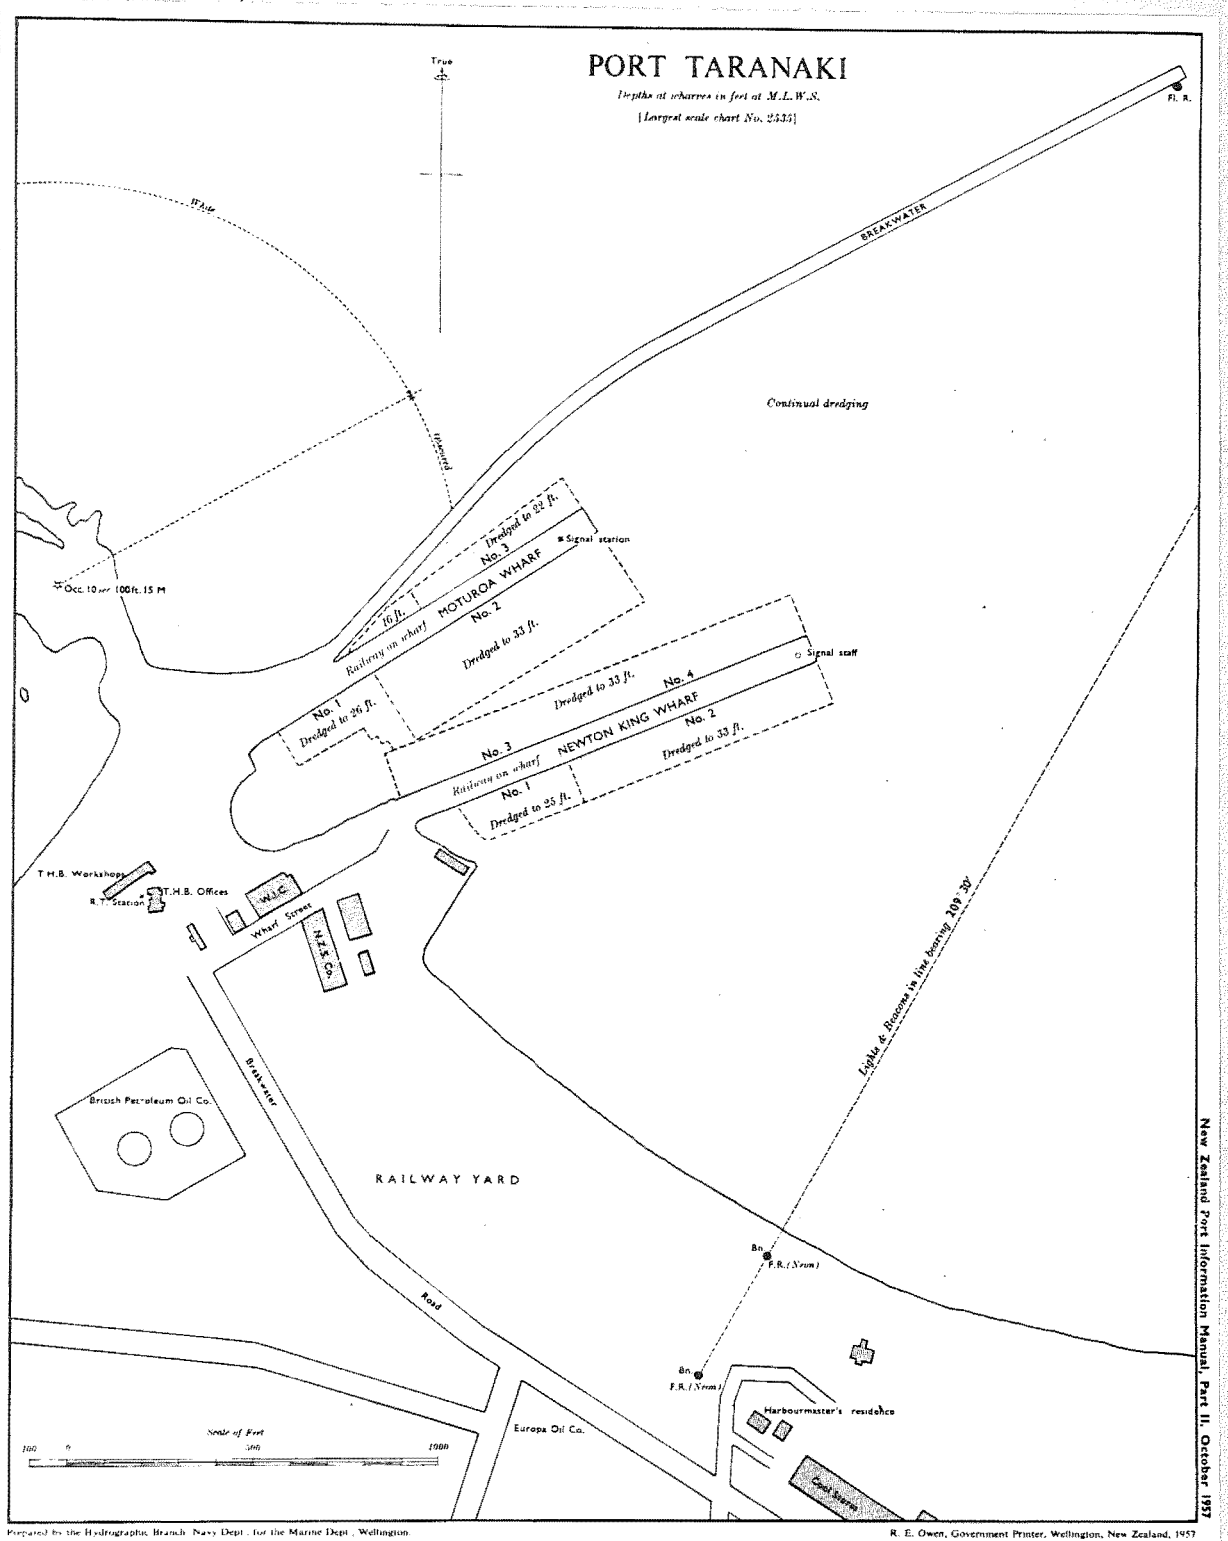 True
PORT TARANAKI
Depths at wharves in feet at M.L.W.S.
[Largest scale chart No. 2535]
Fl. R.
White
BREAKWATER
Continual dredging
Obscured
Dredged to 22 ft.
No. 3
Signal station
MOTUROA WHARF
16 ft.
No. 2
Railway on wharf
Occ. 10 sec 100ft. 15 M
Dredged to 33 ft.
Signal staff
No. 4
Dredged to 33 ft.
No. 1
Dredged to 26 ft.
NEWTON KING WHARF
No. 2
Dredged to 33 ft.
No. 3
Railway on wharf
No. 1
Dredged to 25 ft.
T.H.B. Workshops
T.H.B. Offices
R.T. Station
W.I.C.
Wharf Street
N.Z.S. Co.
Lights & Beacons in line bearing 209° 30'
Breakwater
British Petroleum Oil Co.
RAILWAY YARD
Bn.
F.R. (Neon)
Road
Bn.
F.R. (Neon)
Harbourmaster's residence
Europa Oil Co.
Cool Stores
Scale of Feet
100 0 500 1000
New Zealand Port Information Manual, Part II, October 1957
Prepared by the Hydrographic Branch Navy Dept., for the Marine Dept., Wellington.
R. E. Owen, Government Printer, Wellington, New Zealand, 1957